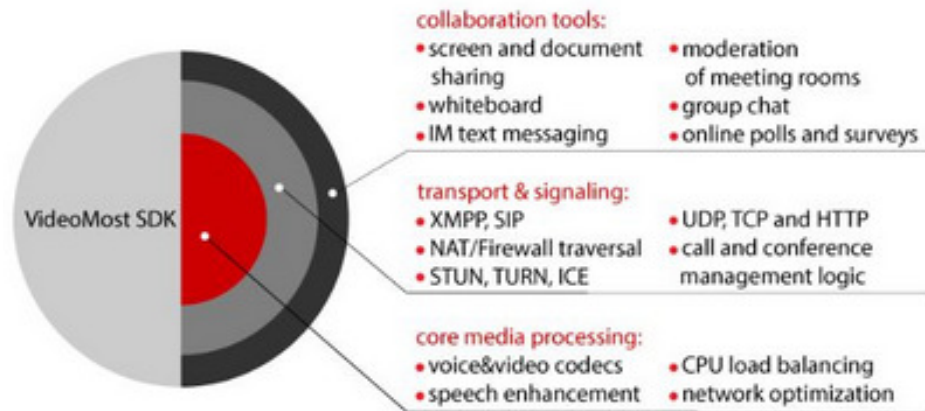 collaboration tools:
• screen and document
sharing
• whiteboard
• IM text messaging
• moderation
of meeting rooms
• group chat
• online polls and surveys
VideoMost SDK
transport & signaling:
• XMPP, SIP
• NAT/Firewall traversal
• STUN, TURN, ICE
• UDP, TCP and HTTP
• call and conference
management logic
core media processing:
• voice&video codecs
• speech enhancement
• CPU load balancing
• network optimization